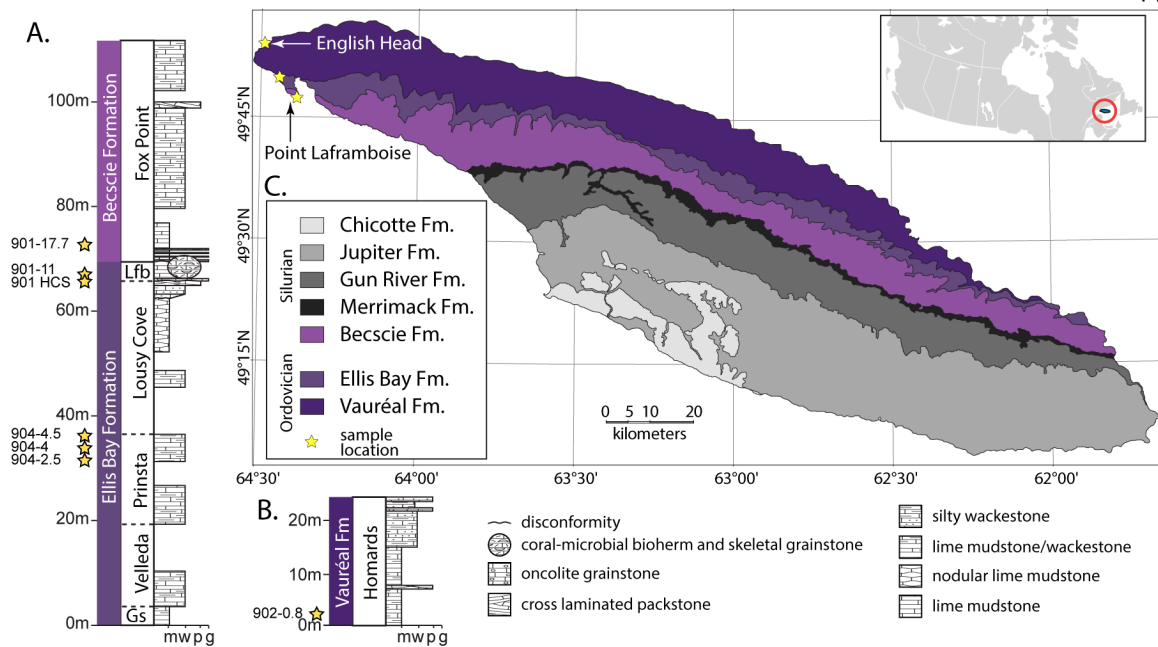 A.
Becscie Formation
Ellis Bay Formation
Fox Point
Lfb
Lousy Cove
Prinsta
Velleda
Gs
100m
80m
60m
40m
20m
0m
901-17.7
901-11
901 HCS
904-4.5
904-4
904-2.5
m w p g
English Head
Point Laframboise
49°45'N
49°30'N
49°15'N
64°30'
64°00'
63°30'
63°00'
62°30'
62°00'
C.
Silurian
Chicotte Fm.
Jupiter Fm.
Gun River Fm.
Merrimack Fm.
Becscie Fm.
Ordovician
Ellis Bay Fm.
Vauréal Fm.
sample
location
0 5 10 20
kilometers
B.
Vauréal Fm
Homards
20m
10m
0m
902-0.8
m w p g
disconformity
coral-microbial bioherm and skeletal grainstone
oncolite grainstone
cross laminated packstone
silty wackestone
lime mudstone/wackestone
nodular lime mudstone
lime mudstone